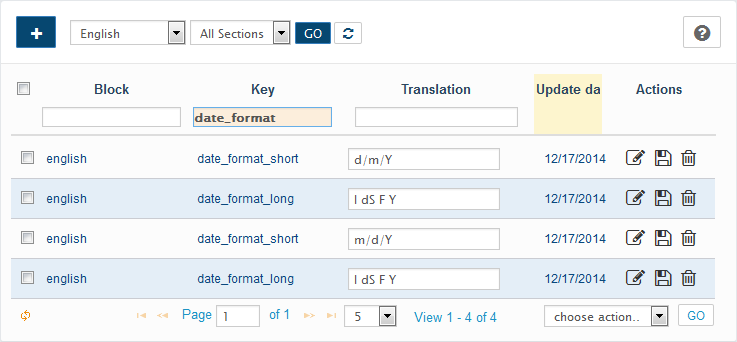 + English All Sections GO ?
Block Key Translation Update da Actions
date_format
english date_format_short d/m/Y 12/17/2014
english date_format_long l dS F Y 12/17/2014
english date_format_short m/d/Y 12/17/2014
english date_format_long l dS F Y 12/17/2014
Page 1 of 1 5 View 1 - 4 of 4 choose action.. GO